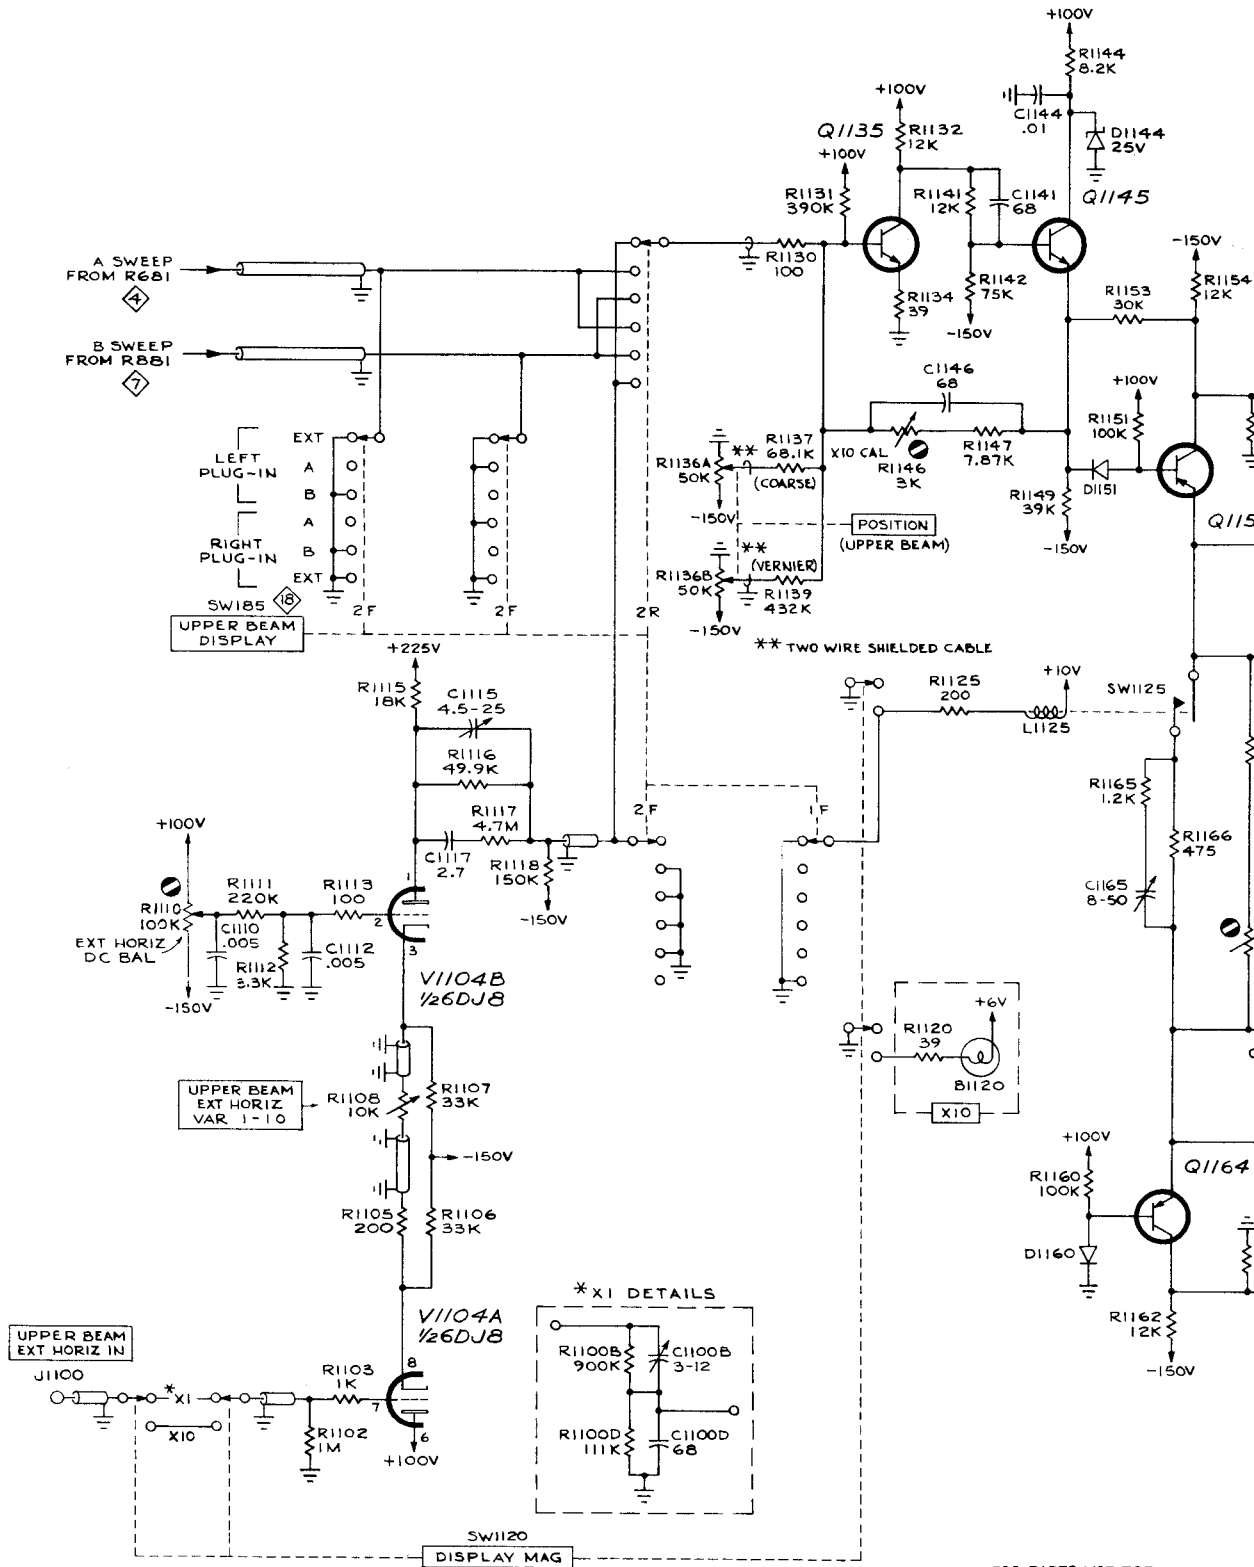 +100V
R1144
8.2K
+100V
C1144
.01
D1144
25V
Q1135
+100V
R1132
12K
R1131
390K
R1141
12K
C1141
68
Q1145
A SWEEP
FROM R681
4
R1130
100
R1134
39
R1142
75K
-150V
-150V
R1154
12K
R1153
30K
B SWEEP
FROM R881
7
C1146
68
+100V
R1151
100K
LEFT
PLUG-IN
EXT
A
B
RIGHT
PLUG-IN
A
B
EXT
R1136A
50K
**
R1137
68.1K
(COARSE)
-150V
X10 CAL
R1146
3K
R1147
7.87K
D1151
R1149
39K
-150V
Q115
POSITION
(UPPER BEAM)
**
(VERNIER)
R1136B
50K
R1139
432K
-150V
SW185
18
UPPER BEAM
DISPLAY
2F
2F
2R
** TWO WIRE SHIELDED CABLE
+225V
R1115
18K
C1115
4.5-25
R1116
49.9K
R1117
4.7M
C1117
2.7
R1118
150K
-150V
R1125
200
+10V
L1125
SW1125
2F
1F
R1165
1.2K
R1166
475
C1165
8-50
+100V
R1110
100K
EXT HORIZ
DC BAL
-150V
R1111
220K
C1110
.005
R1112
3.3K
R1113
100
C1112
.005
1
2
3
V1104B
1/2 6DJ8
R1120
39
+6V
B1120
X10
UPPER BEAM
EXT HORIZ
VAR 1-10
R1108
10K
R1107
33K
-150V
R1105
200
R1106
33K
+100V
R1160
100K
Q1164
D1160
R1162
12K
-150V
V1104A
1/2 6DJ8
*X1 DETAILS
R1100B
900K
C1100B
3-12
R1100D
111K
C1100D
68
UPPER BEAM
EXT HORIZ IN
J1100
*X1
X10
R1103
1K
R1102
1M
8
7
6
+100V
SW1120
DISPLAY MAG